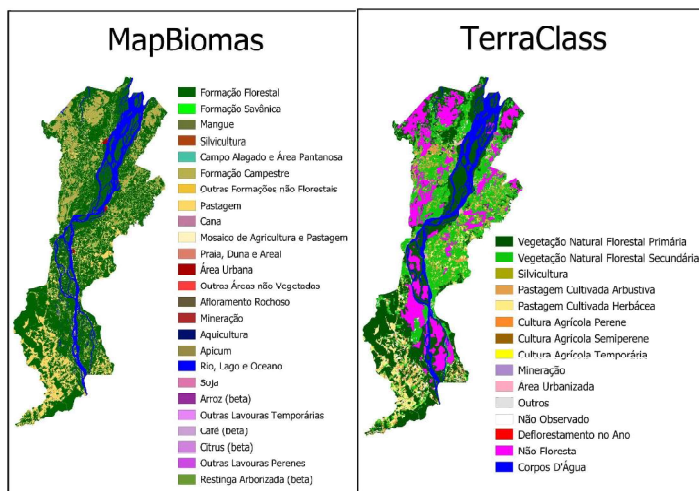 MapBiomas
Formação Florestal
Formação Savânica
Mangue
Silvicultura
Campo Alagado e Área Pantanosa
Formação Campestre
Outras Formações não Florestais
Pastagem
Cana
Mosaico de Agricultura e Pastagem
Praia, Duna e Areal
Área Urbana
Outras Áreas não Vegetadas
Afloramento Rochoso
Mineração
Aquicultura
Apicum
Rio, Lago e Oceano
Soja
Arroz (beta)
Outras Lavouras Temporárias
Café (beta)
Citrus (beta)
Outras Lavouras Perenes
Restinga Arborizada (beta)
TerraClass
Vegetação Natural Florestal Primária
Vegetação Natural Florestal Secundária
Silvicultura
Pastagem Cultivada Arbustiva
Pastagem Cultivada Herbácea
Cultura Agrícola Perene
Cultura Agrícola Semiperene
Cultura Agrícola Temporária
Mineração
Area Urbanizada
Outros
Não Observado
Deflorestamento no Ano
Não Floresta
Corpos D'Água